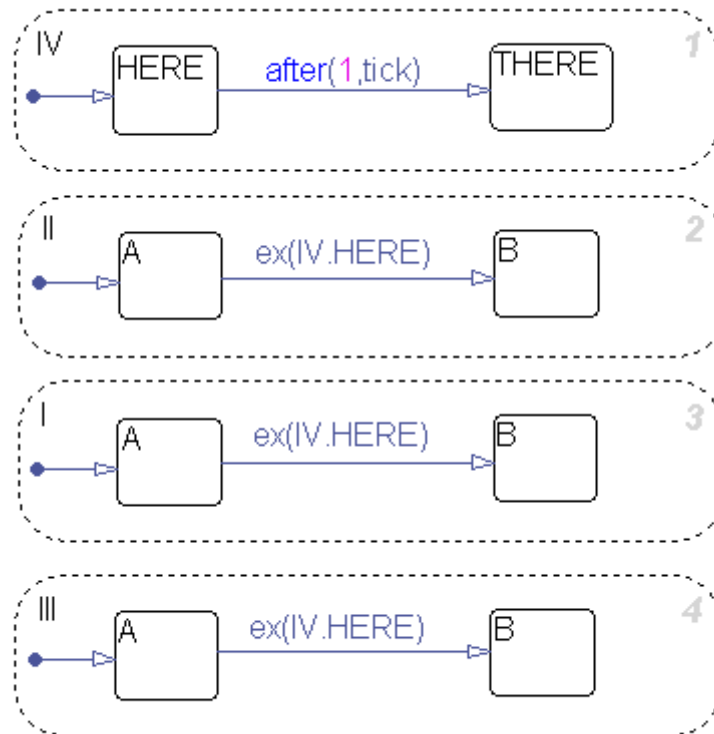 IV 1
HERE after(1,tick) THERE
II 2
A ex(IV.HERE) B
I 3
A ex(IV.HERE) B
III 4
A ex(IV.HERE) B